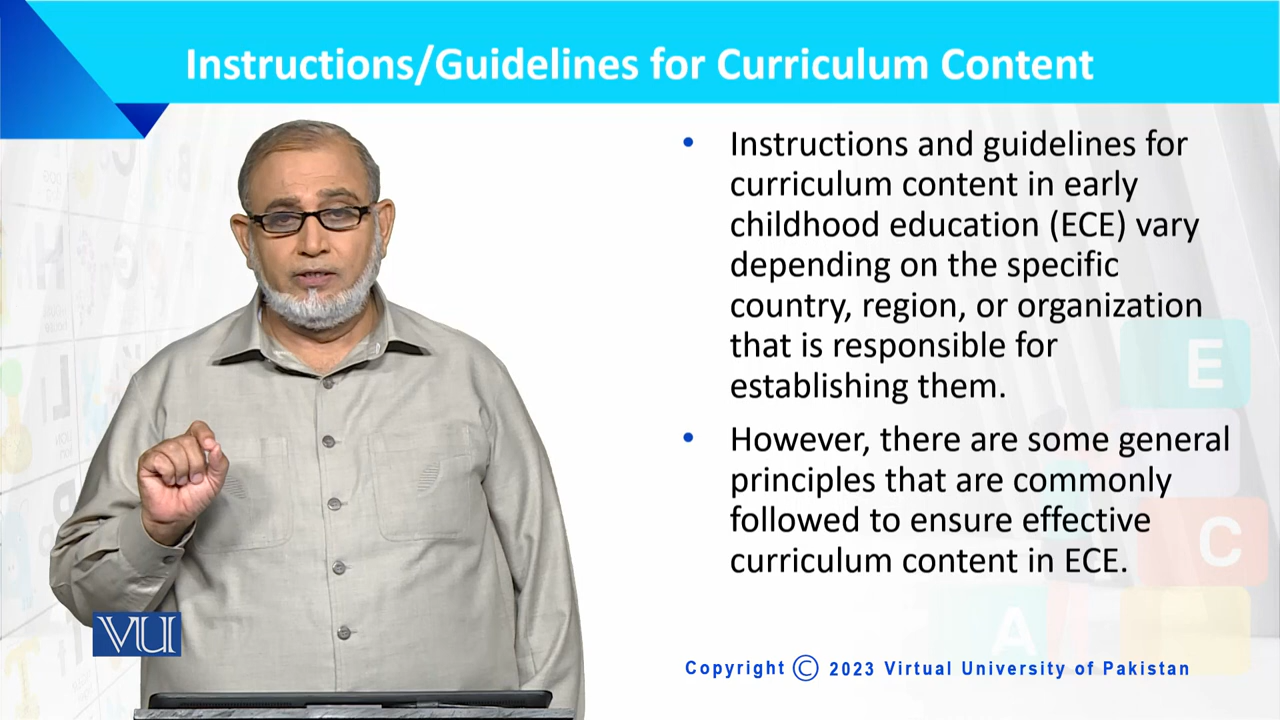 Instructions/Guidelines for Curriculum Content
• Instructions and guidelines for
curriculum content in early
childhood education (ECE) vary
depending on the specific
country, region, or organization
that is responsible for
establishing them.
• However, there are some general
principles that are commonly
followed to ensure effective
curriculum content in ECE.
E
C
A
VU
Copyright © 2023 Virtual University of Pakistan